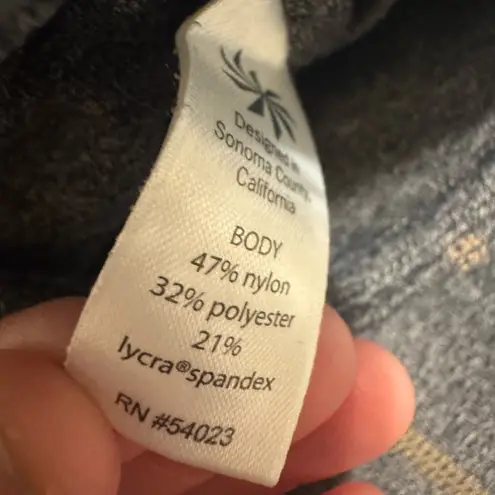 Designed in
Sonoma County,
California
BODY
47% nylon
32% polyester
21%
lycra®spandex
RN #54023